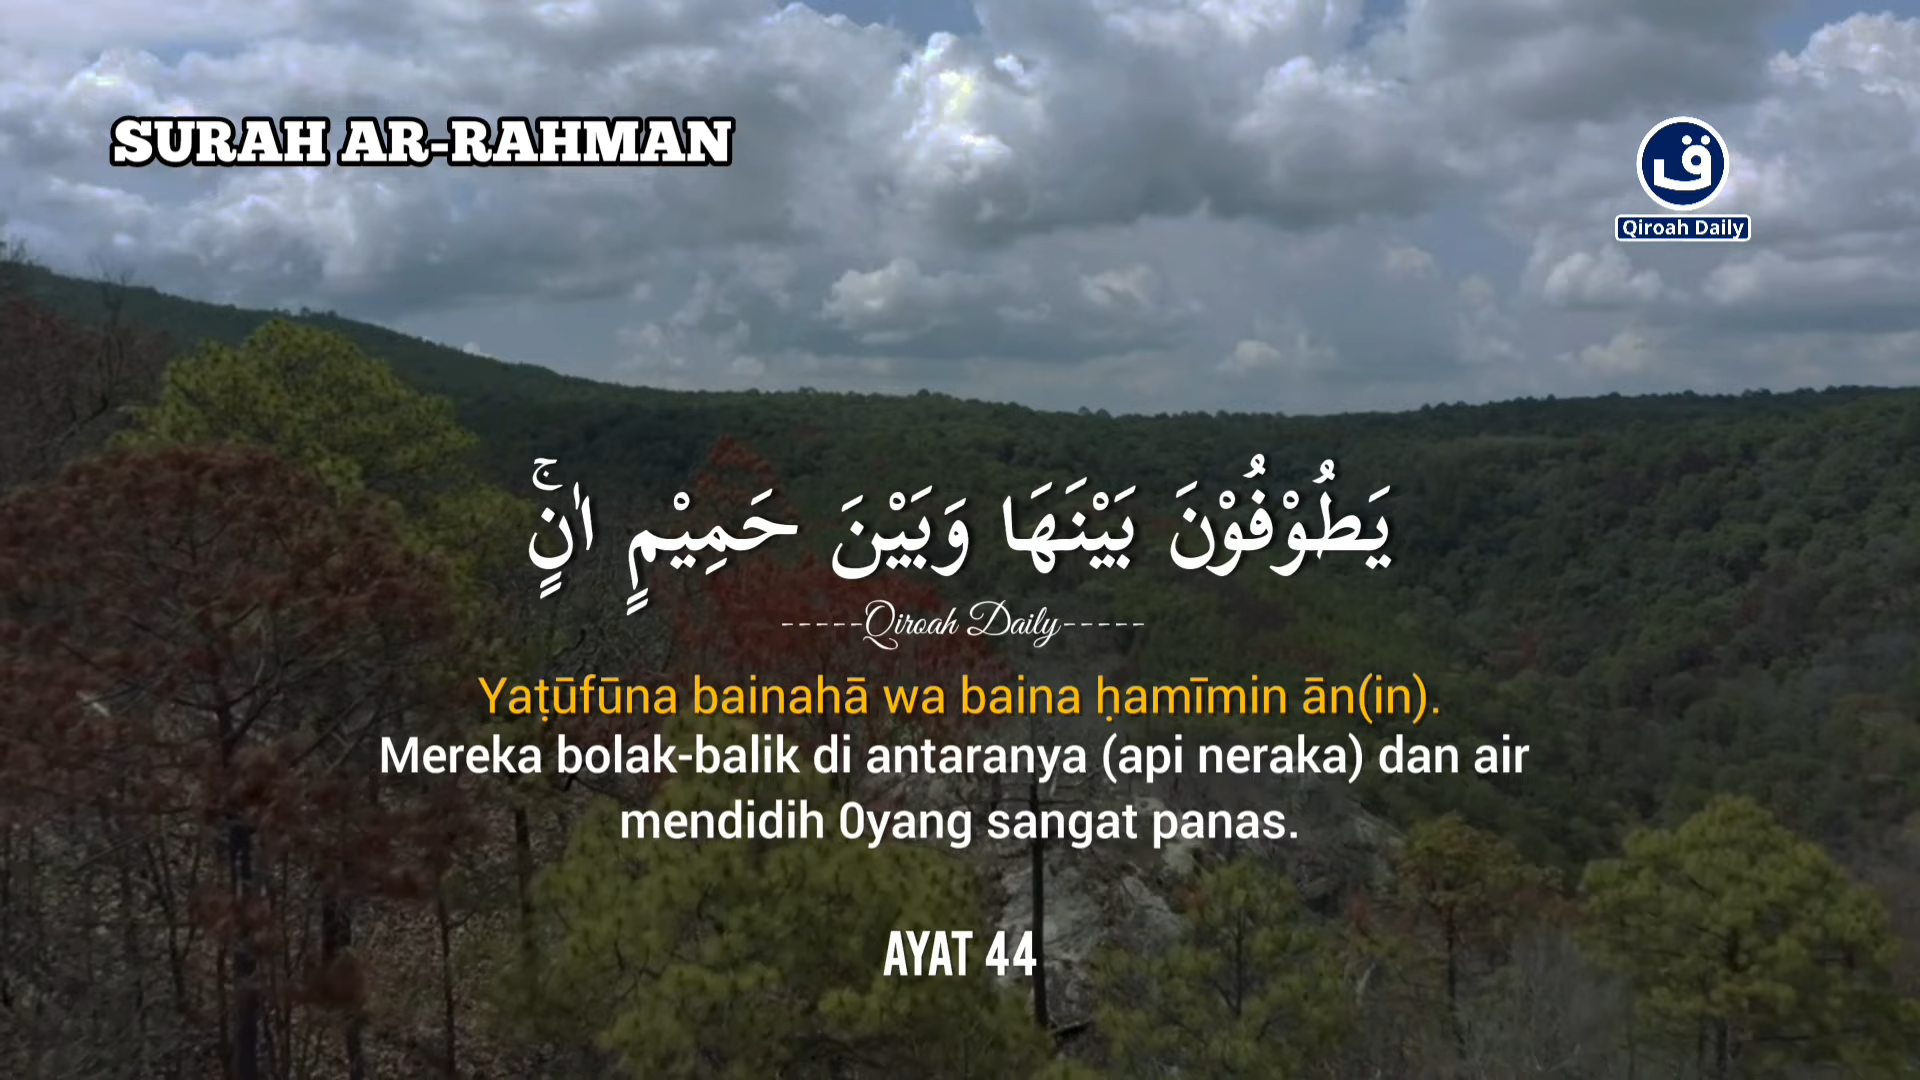 SURAH AR-RAHMAN
ق
Qiroah Daily
يَطُوْفُوْنَ بَيْنَهَا وَبَيْنَ حَمِيْمٍ اٰنٍۚ
-----Qiroah Daily-----
Yaṭūfūna bainahā wa baina ḥamīmin ān(in).
Mereka bolak-balik di antaranya (api neraka) dan air
mendidih 0yang sangat panas.
AYAT 44